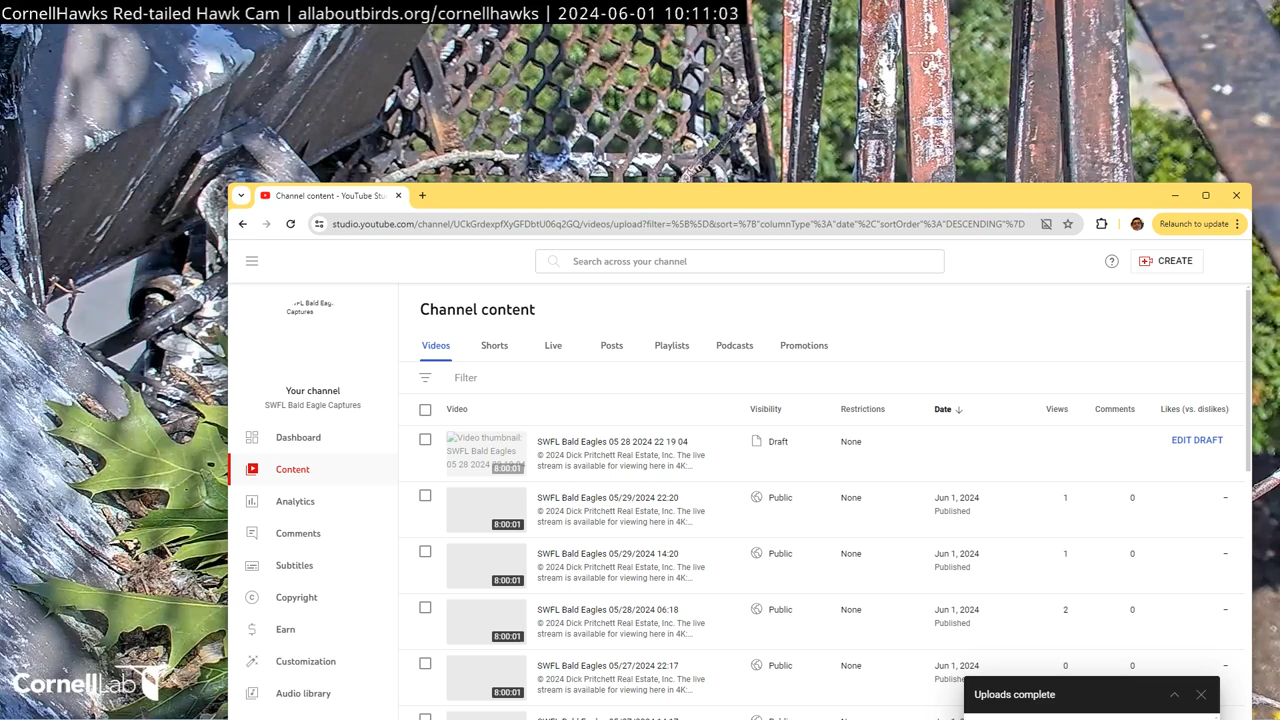 CornellHawks Red-tailed Hawk Cam | allaboutbirds.org/cornellhawks | 2024-06-01 10:11:03
Channel content - YouTube Stu
studio.youtube.com/channel/UCkGrdexpfXyGFDbtU06q2GQ/videos/upload?filter=%5B%5D&sort=%7B"columnType"%3A"date"%2C"sortOrder"%3A"DESCENDING"%7D
Relaunch to update
Search across your channel
CREATE
SWFL Bald Eag
Captures
Your channel
SWFL Bald Eagle Captures
Dashboard
Content
Analytics
Comments
Subtitles
Copyright
Earn
Customization
Audio library
Channel content
Videos Shorts Live Posts Playlists Podcasts Promotions
Filter
Video Visibility Restrictions Date Views Comments Likes (vs. dislikes)
Video thumbnail:
SWFL Bald Eagles
05 28 2024 22 19 04
8:00:01
SWFL Bald Eagles 05 28 2024 22 19 04
© 2024 Dick Pritchett Real Estate, Inc. The live
stream is available for viewing here in 4K:...
Draft None EDIT DRAFT
8:00:01
SWFL Bald Eagles 05/29/2024 22:20
© 2024 Dick Pritchett Real Estate, Inc. The live
stream is available for viewing here in 4K:...
Public None Jun 1, 2024 1 0 –
Published
8:00:01
SWFL Bald Eagles 05/29/2024 14:20
© 2024 Dick Pritchett Real Estate, Inc. The live
stream is available for viewing here in 4K:...
Public None Jun 1, 2024 1 0 –
Published
8:00:01
SWFL Bald Eagles 05/28/2024 06:18
© 2024 Dick Pritchett Real Estate, Inc. The live
stream is available for viewing here in 4K:...
Public None Jun 1, 2024 2 0 –
Published
8:00:01
SWFL Bald Eagles 05/27/2024 22:17
© 2024 Dick Pritchett Real Estate, Inc. The live
stream is available for viewing here in 4K:...
Public None Jun 1, 2024 0 0 –
Publishe
Uploads complete
CornellLab